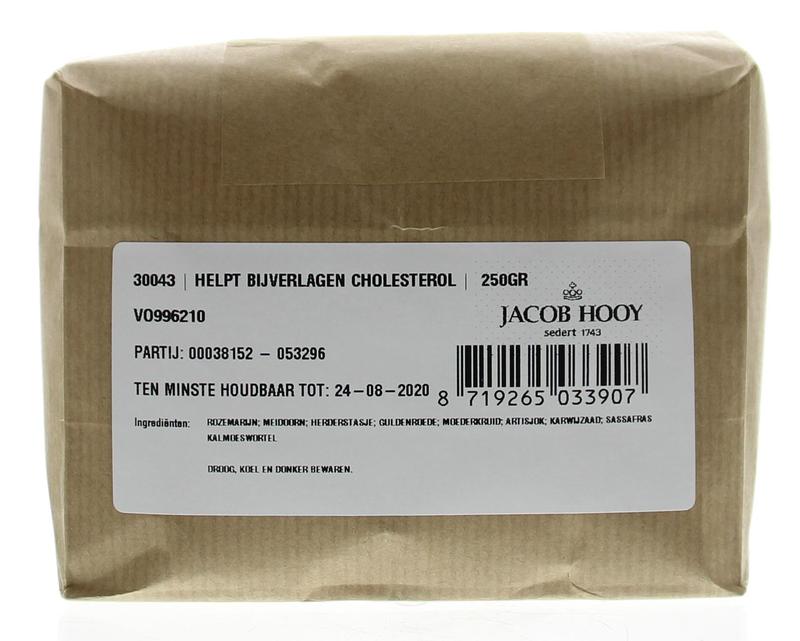 30043 | HELPT BIJVERLAGEN CHOLESTEROL | 250GR
VO996210
JACOB HOOY
sedert 1743
PARTIJ: 00038152 – 053296
TEN MINSTE HOUDBAAR TOT: 24–08–2020
8 719265 033907
Ingrediënten: ROZEMARIJN; MEIDOORN; HERDERSTASJE; GULDENROEDE; MOEDERKRUID; ARTISJOK; KARWIJZAAD; SASSAFRAS
KALMOESWORTEL
DROOG, KOEL EN DONKER BEWAREN.